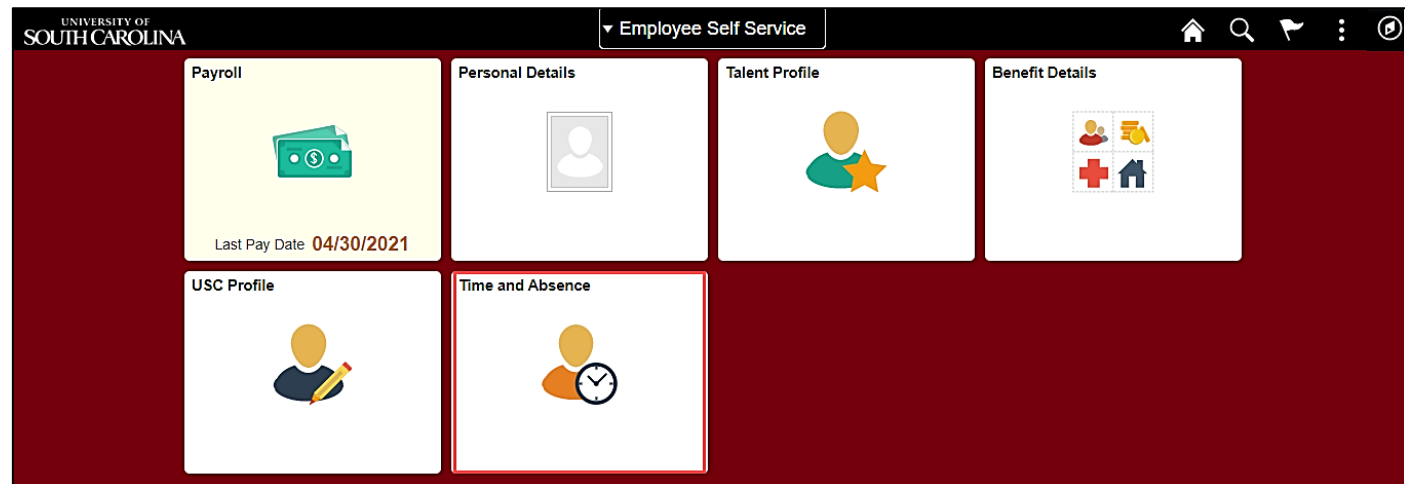 UNIVERSITY OF
SOUTH CAROLINA
Employee Self Service
Payroll
Personal Details
Talent Profile
Benefit Details
Last Pay Date 04/30/2021
USC Profile
Time and Absence